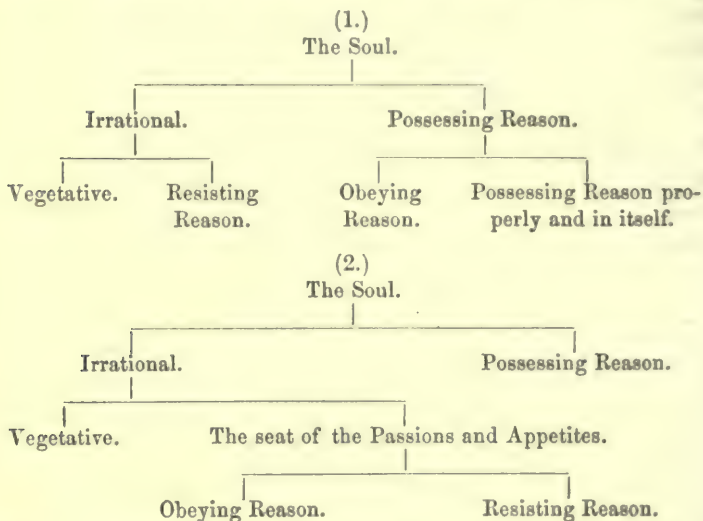 (1.)
The Soul.
Irrational. Possessing Reason.
Vegetative. Resisting Obeying Possessing Reason pro-
Reason. Reason. perly and in itself.
(2.)
The Soul.
Irrational. Possessing Reason.
Vegetative. The seat of the Passions and Appetites.
Obeying Reason. Resisting Reason.